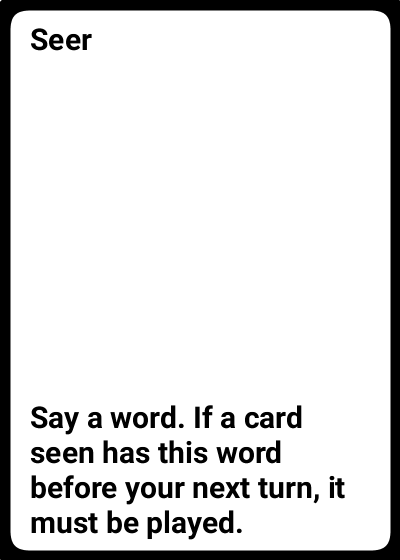 Seer
Say a word. If a card
seen has this word
before your next turn, it
must be played.